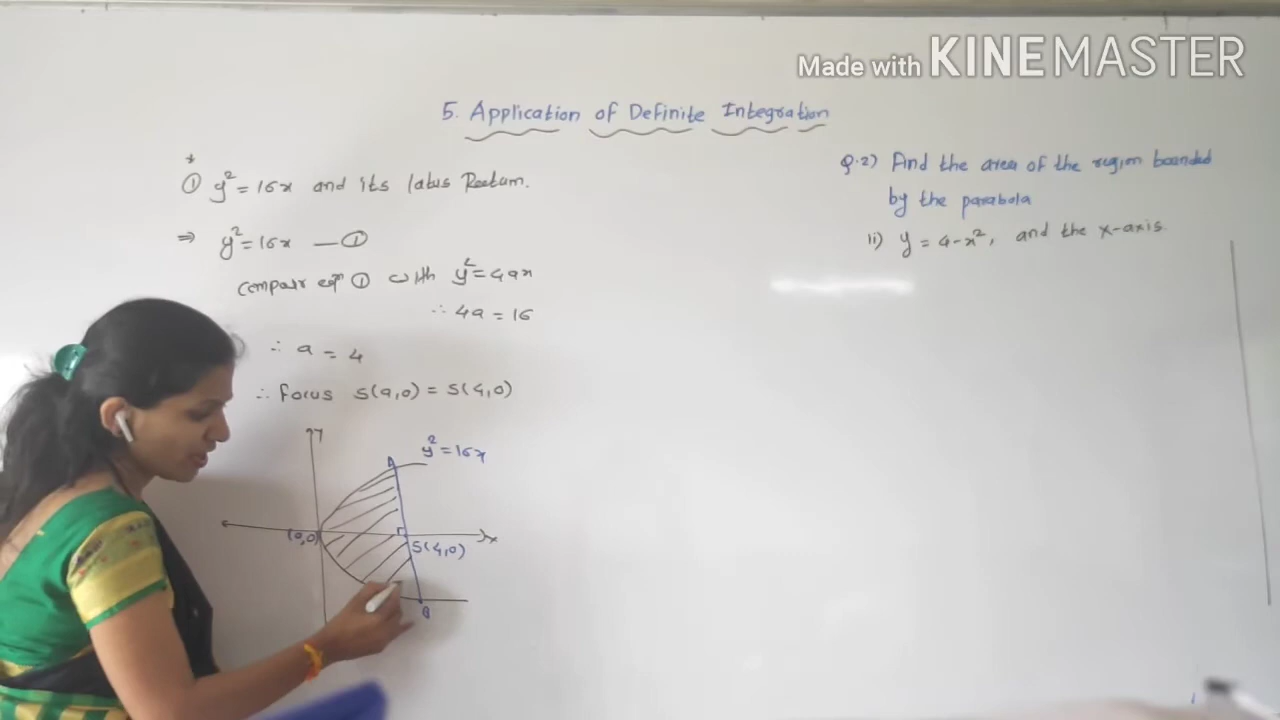 Made with KINEMASTER
5. Application of Definite Integration
*
① y² = 16x and its latus Rectum.
⇒ y² = 16x — ①
compair eqⁿ ① with y² = 4ax
∴ 4a = 16
∴ a = 4
∴ Focus S(a,0) = S(4,0)
Y
A
y² = 16x
(0,0)
X
S(4,0)
B
Q.2) Find the area of the region bounded
by the parabola
ii) y = 4-x², and the x-axis.